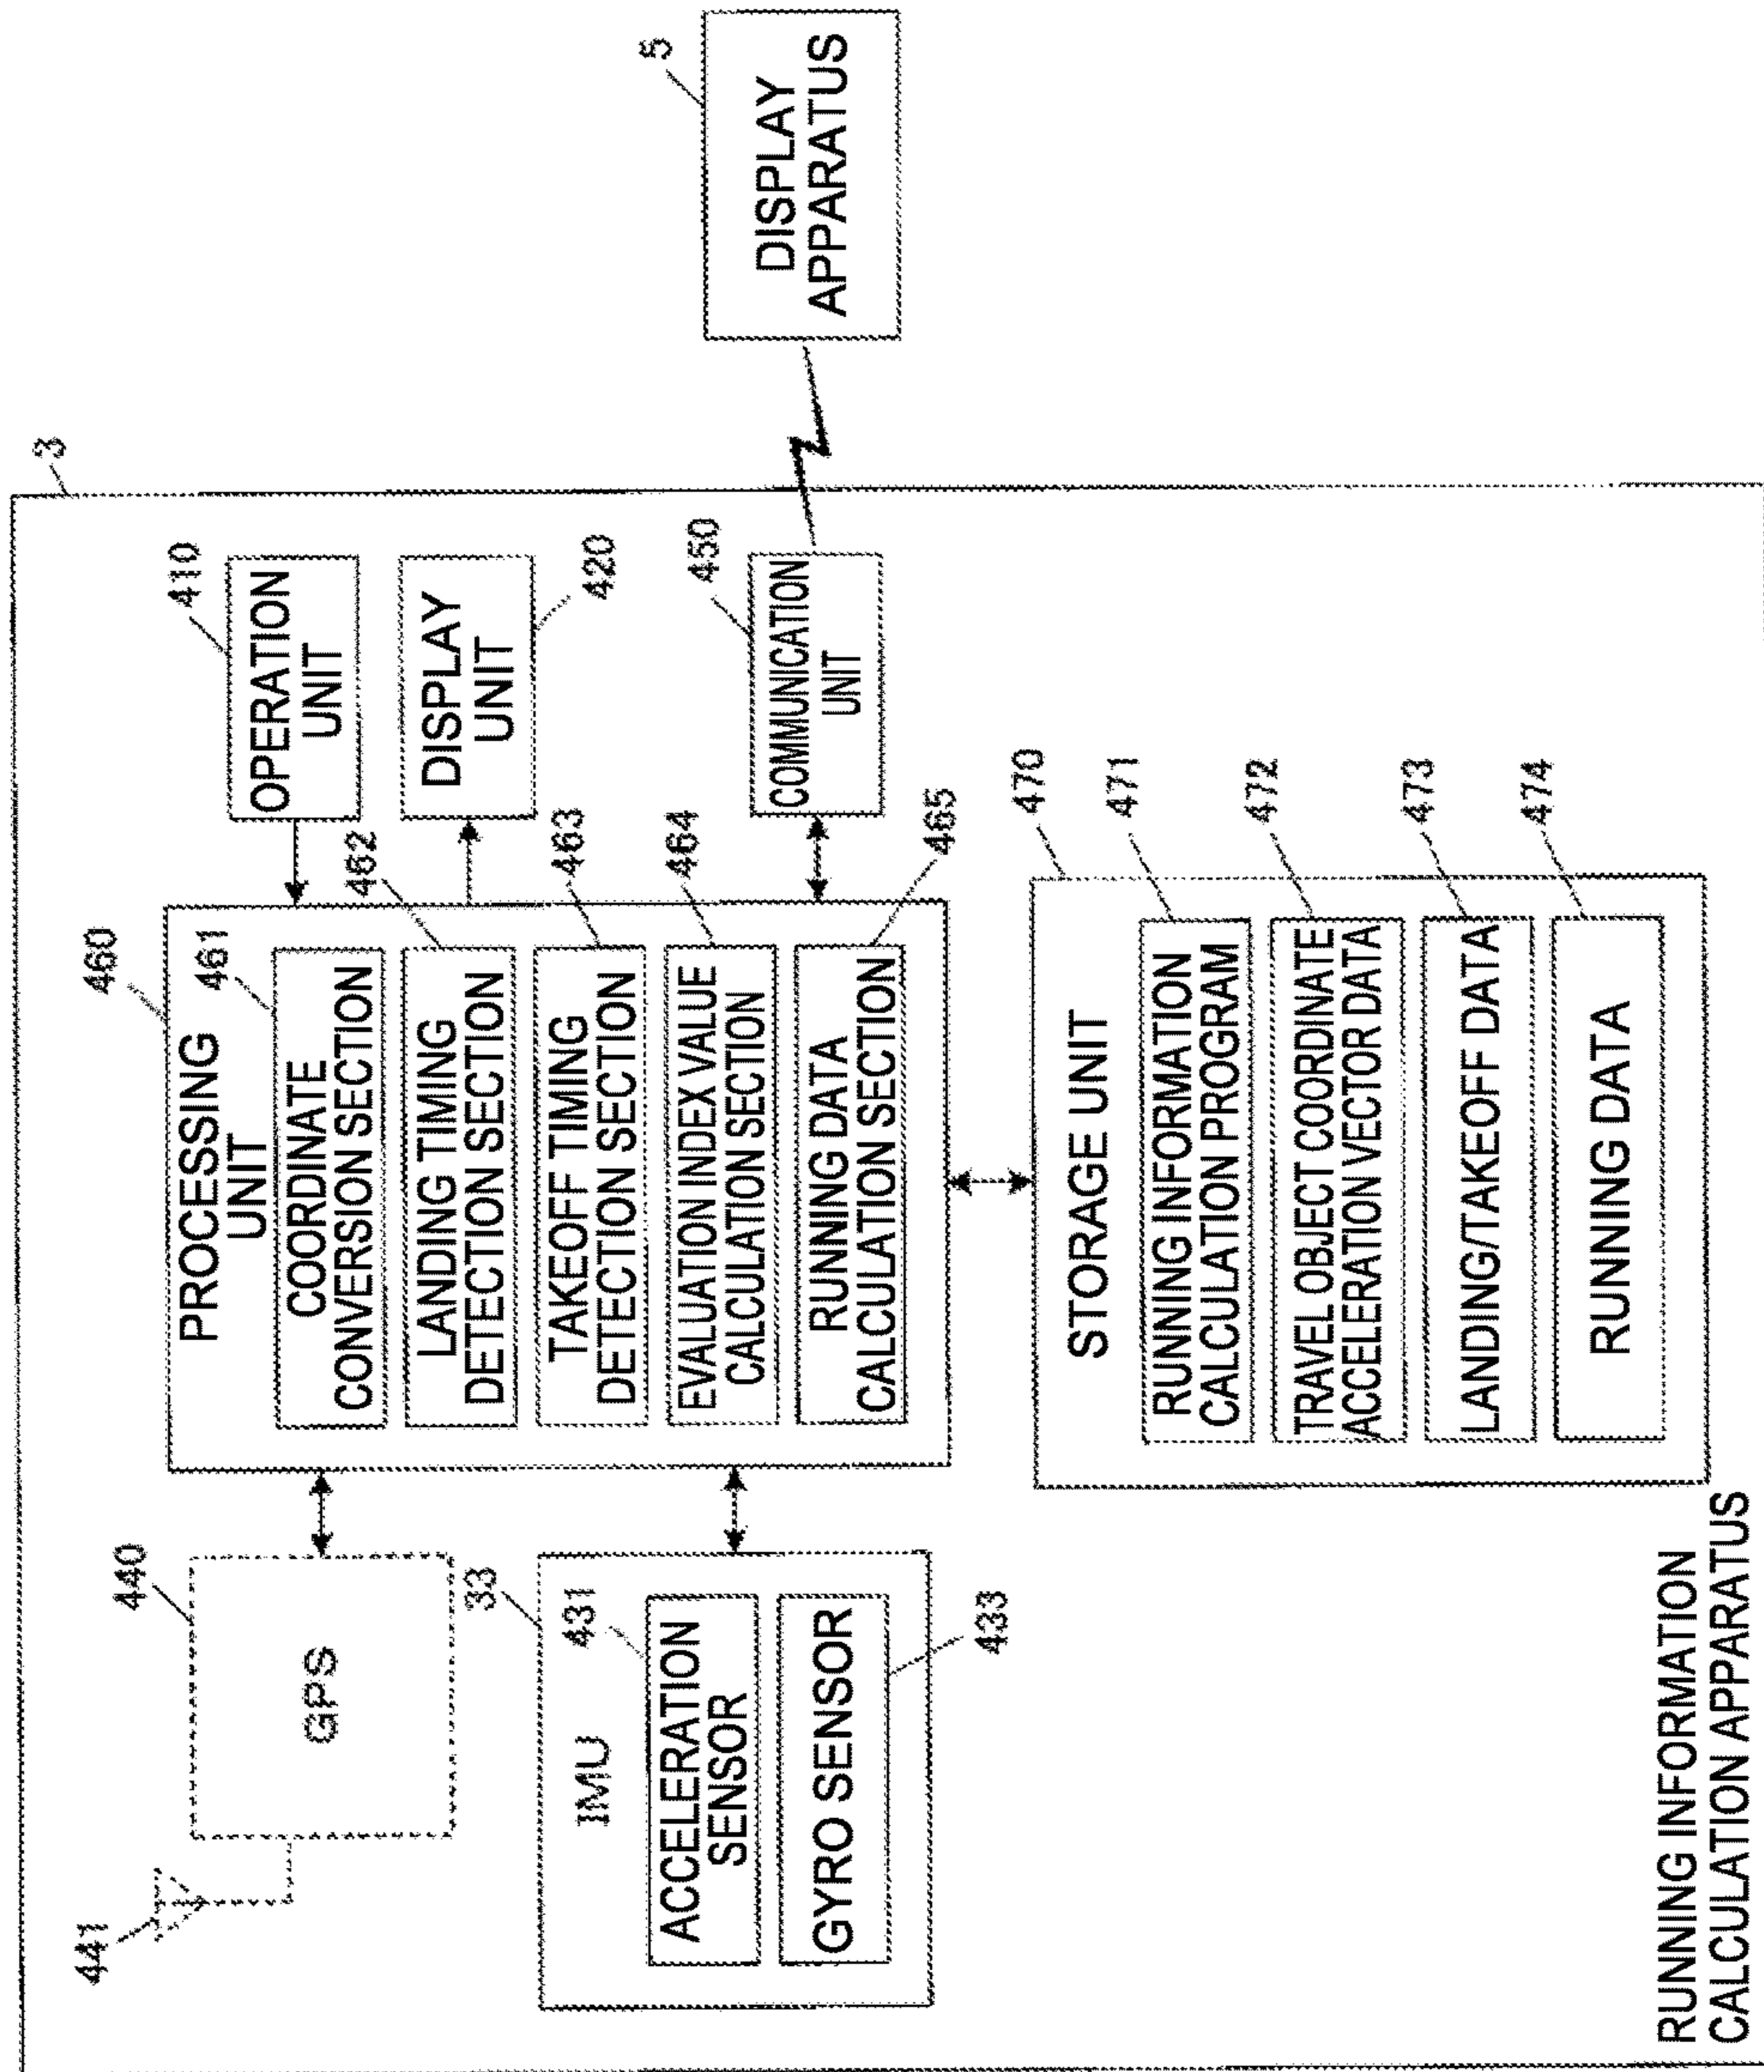 3
441
440
GPS
33
IMU
431
ACCELERATION
SENSOR
GYRO SENSOR
433
460
PROCESSING
UNIT
461
COORDINATE
CONVERSION SECTION
462
LANDING TIMING
DETECTION SECTION
463
TAKEOFF TIMING
DETECTION SECTION
464
EVALUATION INDEX VALUE
CALCULATION SECTION
465
RUNNING DATA
CALCULATION SECTION
410
OPERATION
UNIT
DISPLAY
UNIT
420
450
COMMUNICATION
UNIT
5
DISPLAY
APPARATUS
470
STORAGE UNIT
471
RUNNING INFORMATION
CALCULATION PROGRAM
472
TRAVEL OBJECT COORDINATE
ACCELERATION VECTOR DATA
473
LANDING/TAKEOFF DATA
474
RUNNING DATA
RUNNING INFORMATION
CALCULATION APPARATUS